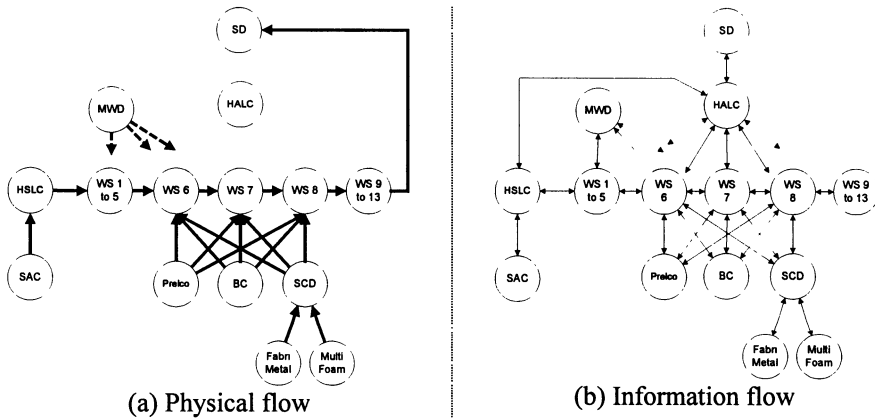 SD
HALC
MWD
HSLC
WS 1
to 5
WS 6
WS 7
WS 8
WS 9
to 13
SAC
Prelco
BC
SCD
Fabri
Metal
Multi
Foam
(a) Physical flow
SD
HALC
MWD
HSLC
WS 1
to 5
WS
6
WS
7
WS
8
WS 9
to 13
SAC
Prelco
BC
SCD
Fabri
Metal
Multi
Foam
(b) Information flow